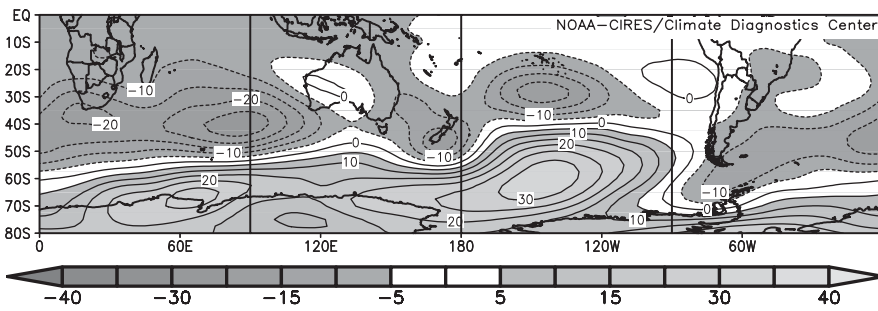 EQ
NOAA–CIRES/Climate Diagnostics Center
10S
20S
-10
0
0
30S
-20
-10
-20
0
40S
10
-10
0
-10
20
50S
10
60S
20
-10
30
70S
0
20
10
80S
0 60E 120E 180 120W 60W
-40 -30 -15 -5 5 15 30 40